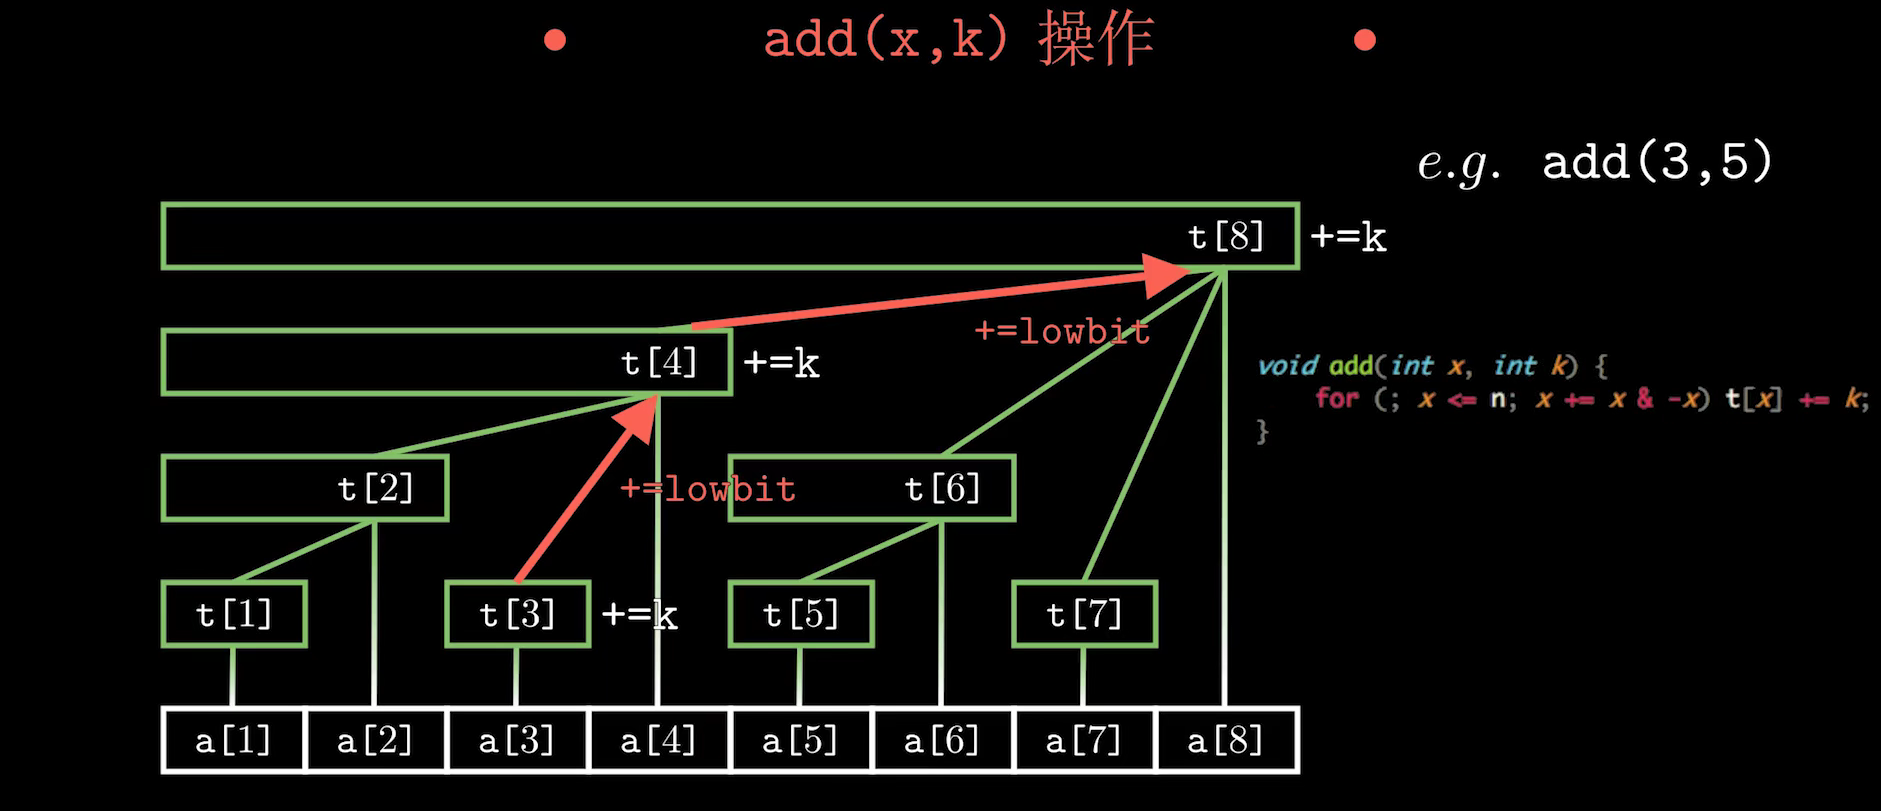 add(x,k) 操作
e.g. add(3,5)
t[8] +=k
+=lowbit
t[4] +=k
void add(int x, int k) {
for (; x <= n; x += x & -x) t[x] += k;
}
t[2] +=lowbit t[6]
t[1] t[3] +=k t[5] t[7]
a[1] a[2] a[3] a[4] a[5] a[6] a[7] a[8]